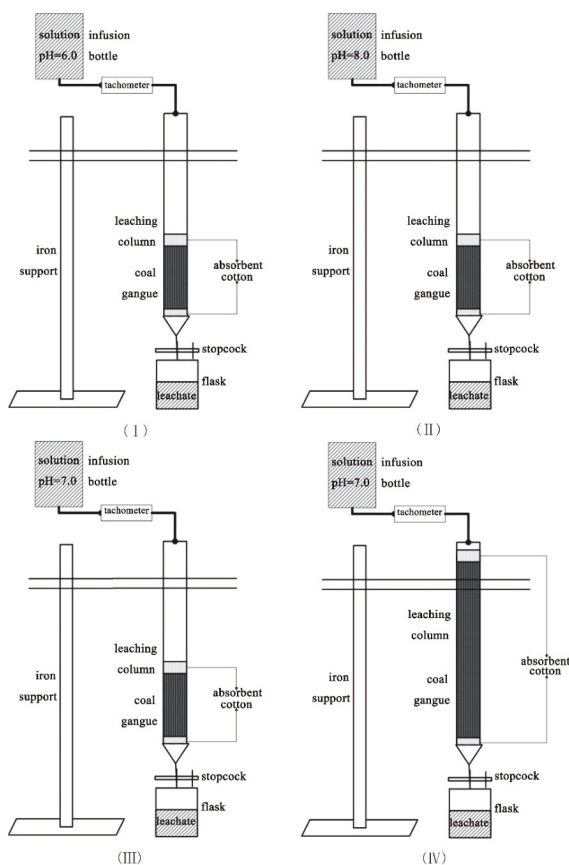 solution infusion
pH=6.0 bottle
tachometer
leaching
column
iron
support
coal
gangue
absorbent
cotton
stopcock
flask
leachate
(Ⅰ)
solution infusion
pH=8.0 bottle
tachometer
leaching
column
iron
support
coal
gangue
absorbent
cotton
stopcock
flask
leachate
(Ⅱ)
solution infusion
pH=7.0 bottle
tachometer
leaching
column
iron
support
coal
gangue
absorbent
cotton
stopcock
flask
leachate
(Ⅲ)
solution infusion
pH=7.0 bottle
tachometer
leaching
column
iron
support
coal
gangue
absorbent
cotton
stopcock
flask
leachate
(Ⅳ)